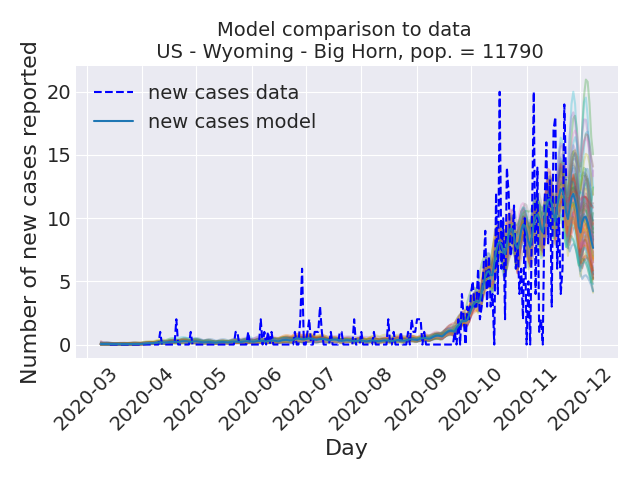 Model comparison to data
US - Wyoming - Big Horn, pop. = 11790
Number of new cases reported
20
15
10
5
0
new cases data
new cases model
2020-03
2020-04
2020-05
2020-06
2020-07
2020-08
2020-09
2020-10
2020-11
2020-12
Day